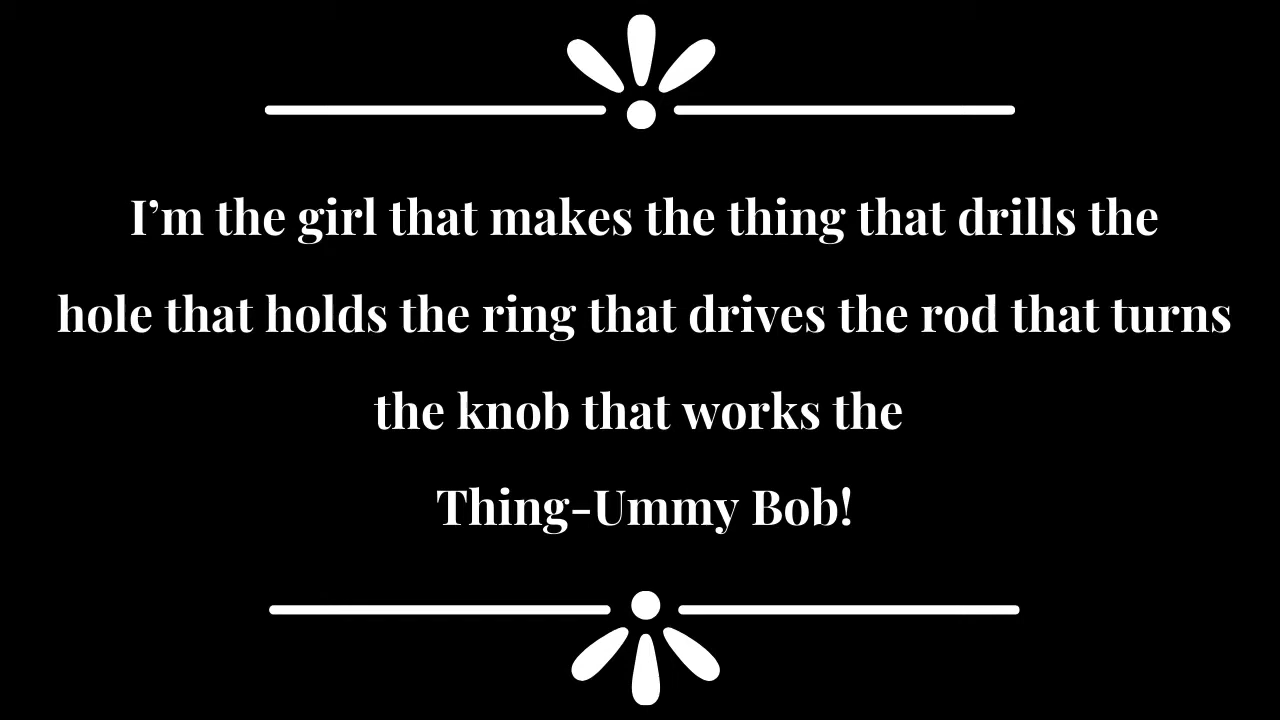 I’m the girl that makes the thing that drills the
hole that holds the ring that drives the rod that turns
the knob that works the
Thing-Ummy Bob!